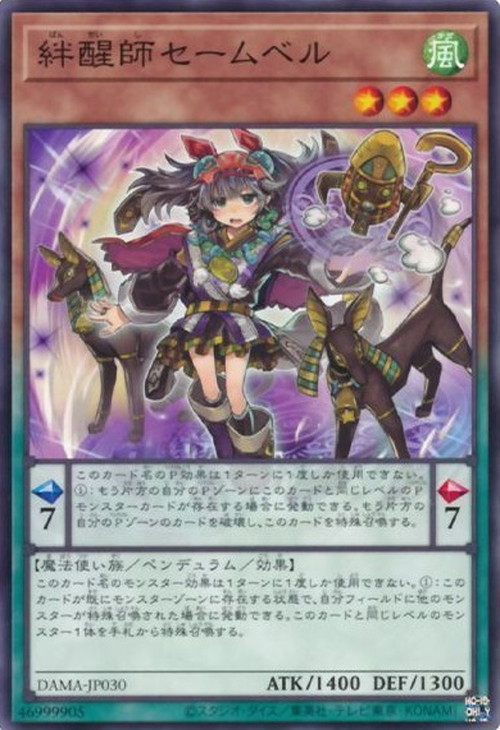 絆醒師セームベル
風
このカード名のP効果は1ターンに1度しか使用できない。
①:もう片方の自分のPゾーンにこのカードと同じレベルのP
モンスターカードが存在する場合に発動できる。もう片方
の自分のPゾーンのカードを破壊し、このカードを特殊召喚する。
7
7
【魔法使い族/ペンデュラム/効果】
このカード名のモンスター効果は1ターンに1度しか使用できない。①:この
カードが既にモンスターゾーンに存在する状態で、自分フィールドに他のモ
ンスターが特殊召喚された場合に発動できる。このカードと同じレベルのモン
スター1体を手札から特殊召喚する。
DAMA-JP030
ATK/1400 DEF/1300
46999905
©スタジオ・ダイス/集英社・テレビ東京・KONAMI